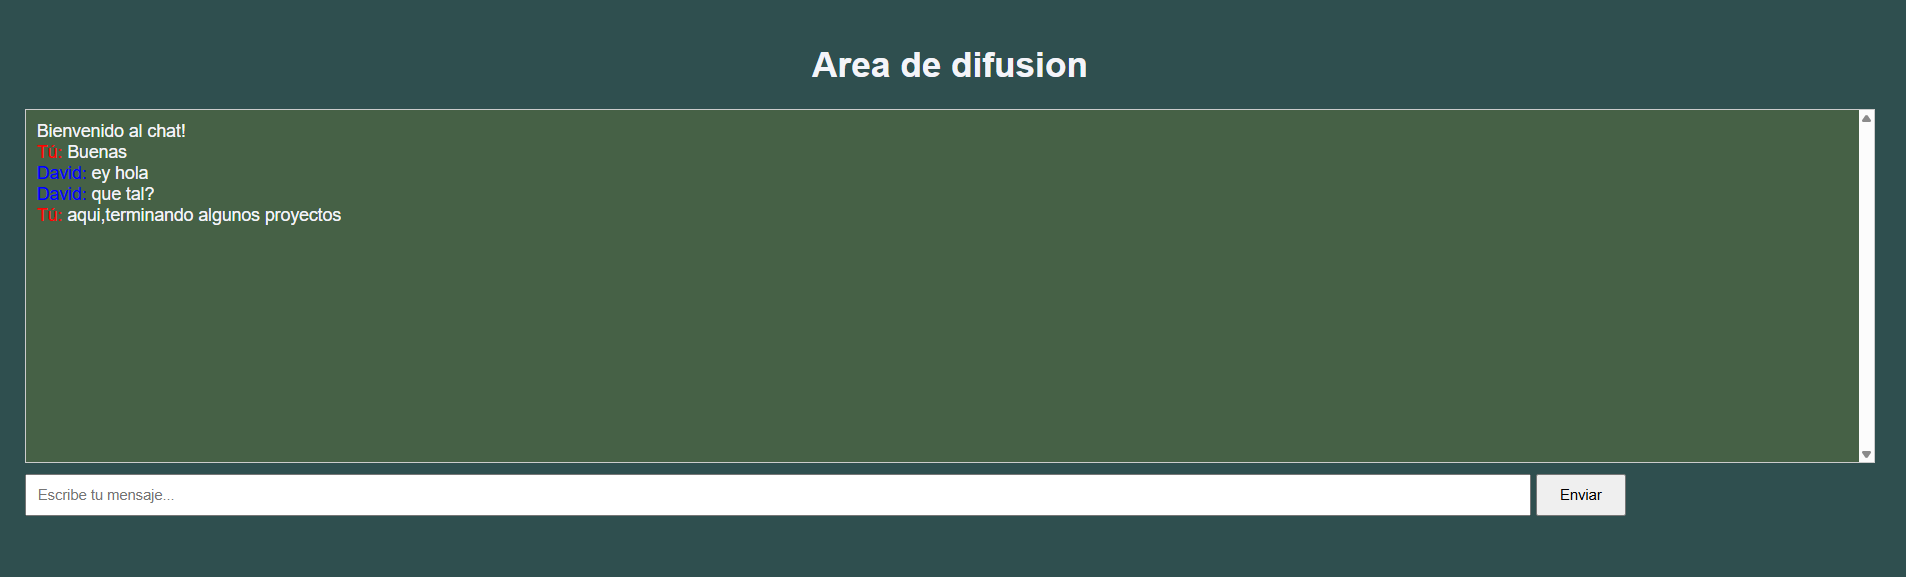 Area de difusion
Bienvenido al chat!
Tú: Buenas
David: ey hola
David: que tal?
Tú: aqui,terminando algunos proyectos
Escribe tu mensaje...
Enviar